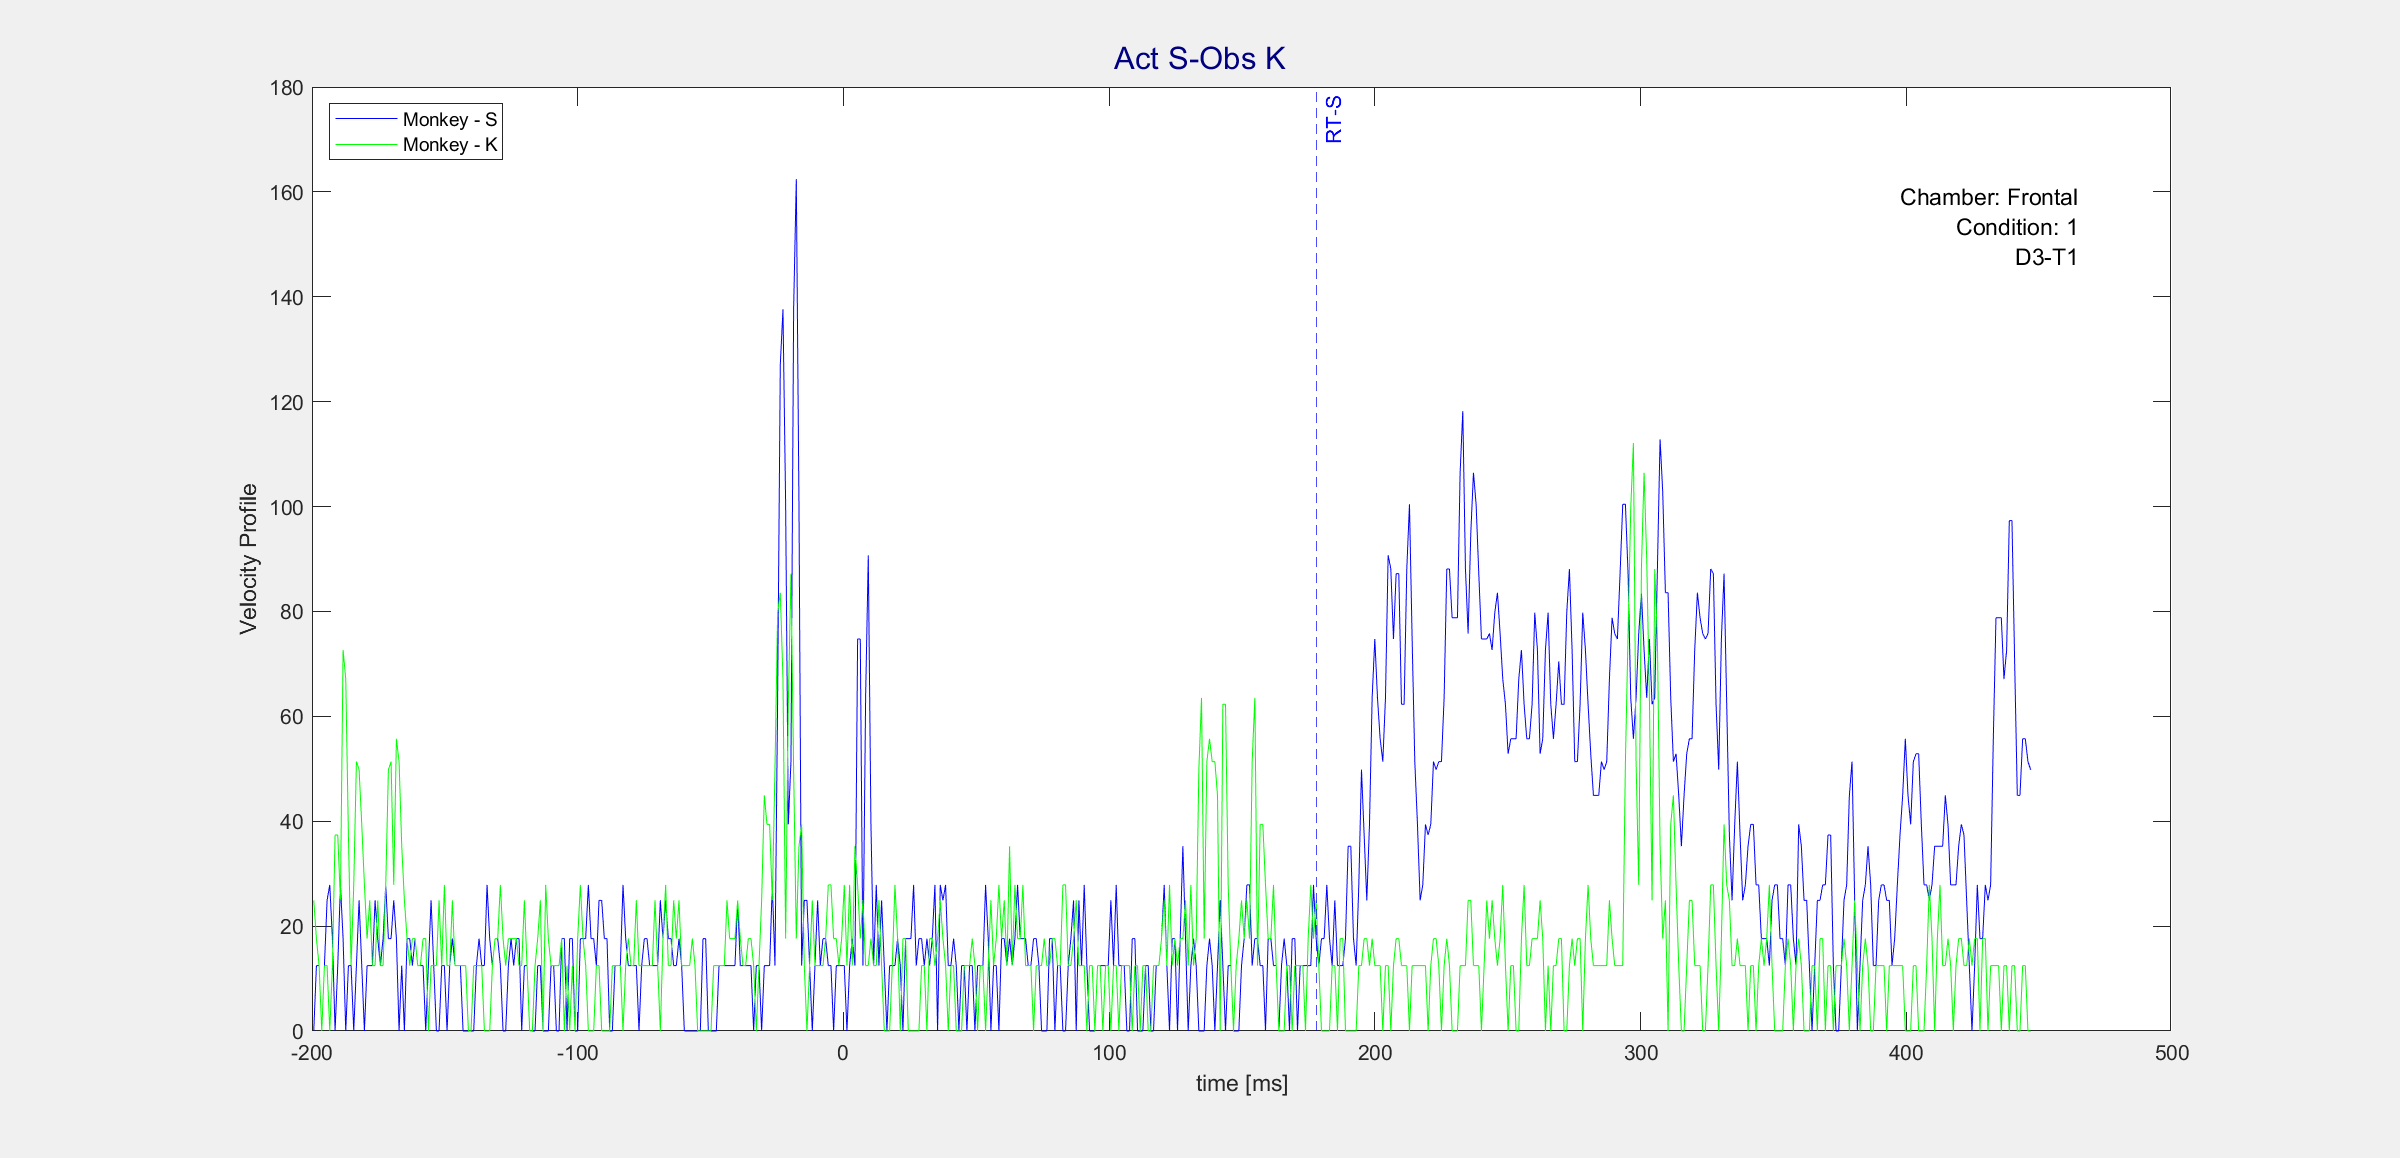 Act S-Obs K
180
160
140
120
100
80
60
40
20
0
Velocity Profile
Monkey - S
Monkey - K
RT-S
Chamber: Frontal
Condition: 1
D3-T1
-200
-100
0
100
200
300
400
500
time [ms]